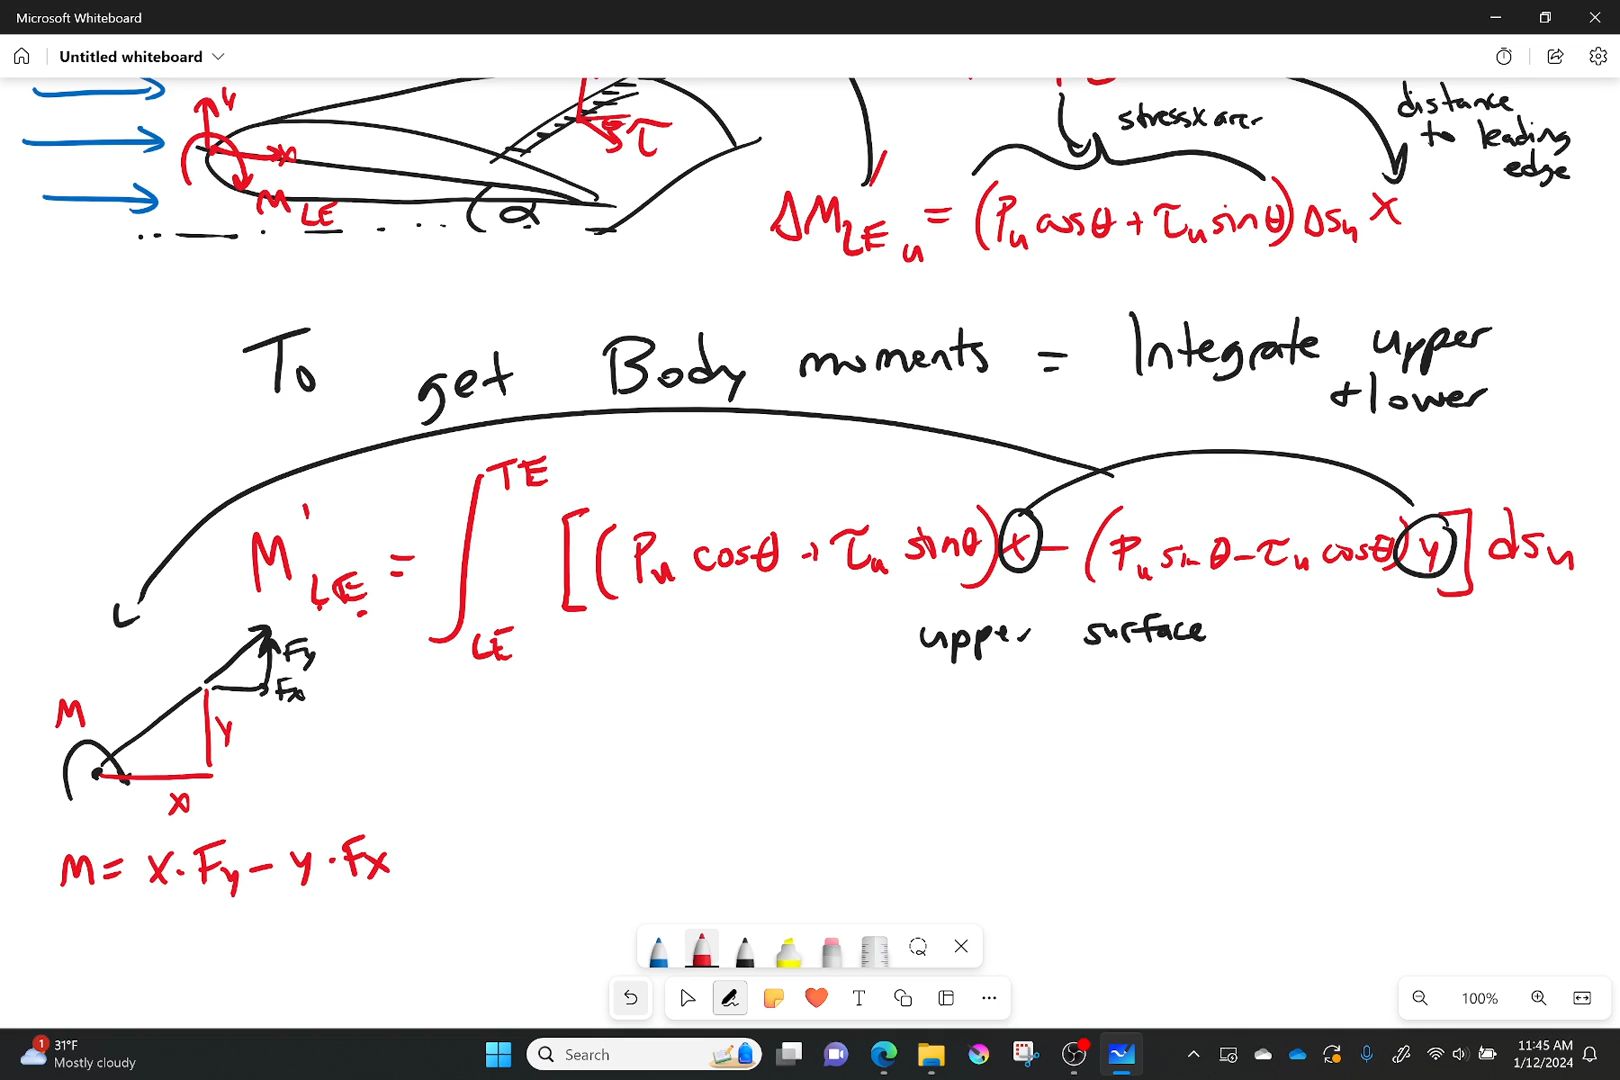 Microsoft Whiteboard
Untitled whiteboard
y
x
M LE
τ
α
stress x area
distance
to leading
edge
ΔM'LE u = (Pu cosθ + τu sinθ) Δsu x
To get Body moments = Integrate upper
+ lower
M'LE = ∫ LE TE [(Pu cosθ + τu sinθ) x - (Pu sinθ - τu cosθ) y] dsu
upper surface
Fy
Fx
M
y
x
M = x · Fy - y · Fx
100%
1
31°F
Mostly cloudy
Search
11:45 AM
1/12/2024